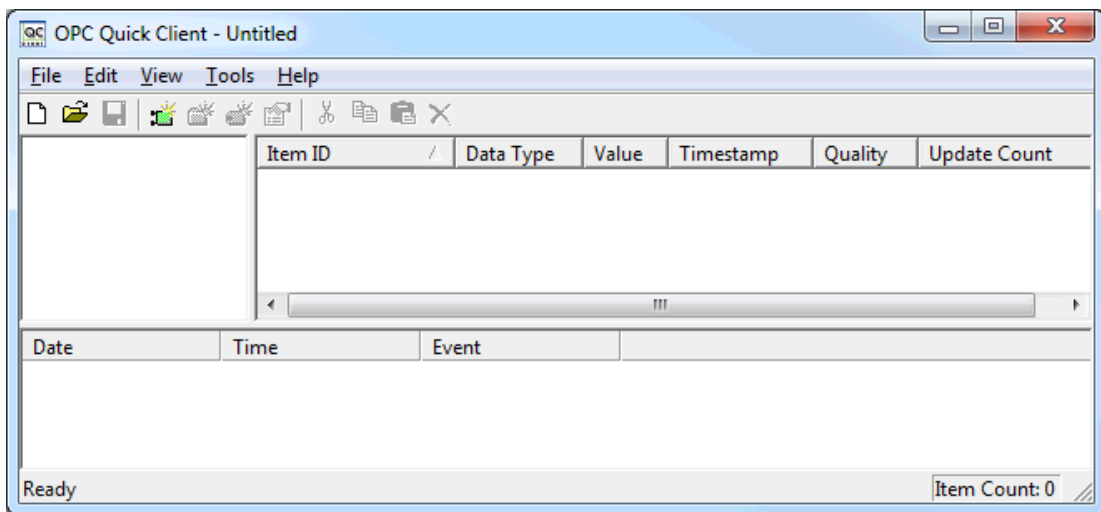 OPC Quick Client - Untitled
File Edit View Tools Help
Item ID Data Type Value Timestamp Quality Update Count
Date Time Event
Ready Item Count: 0